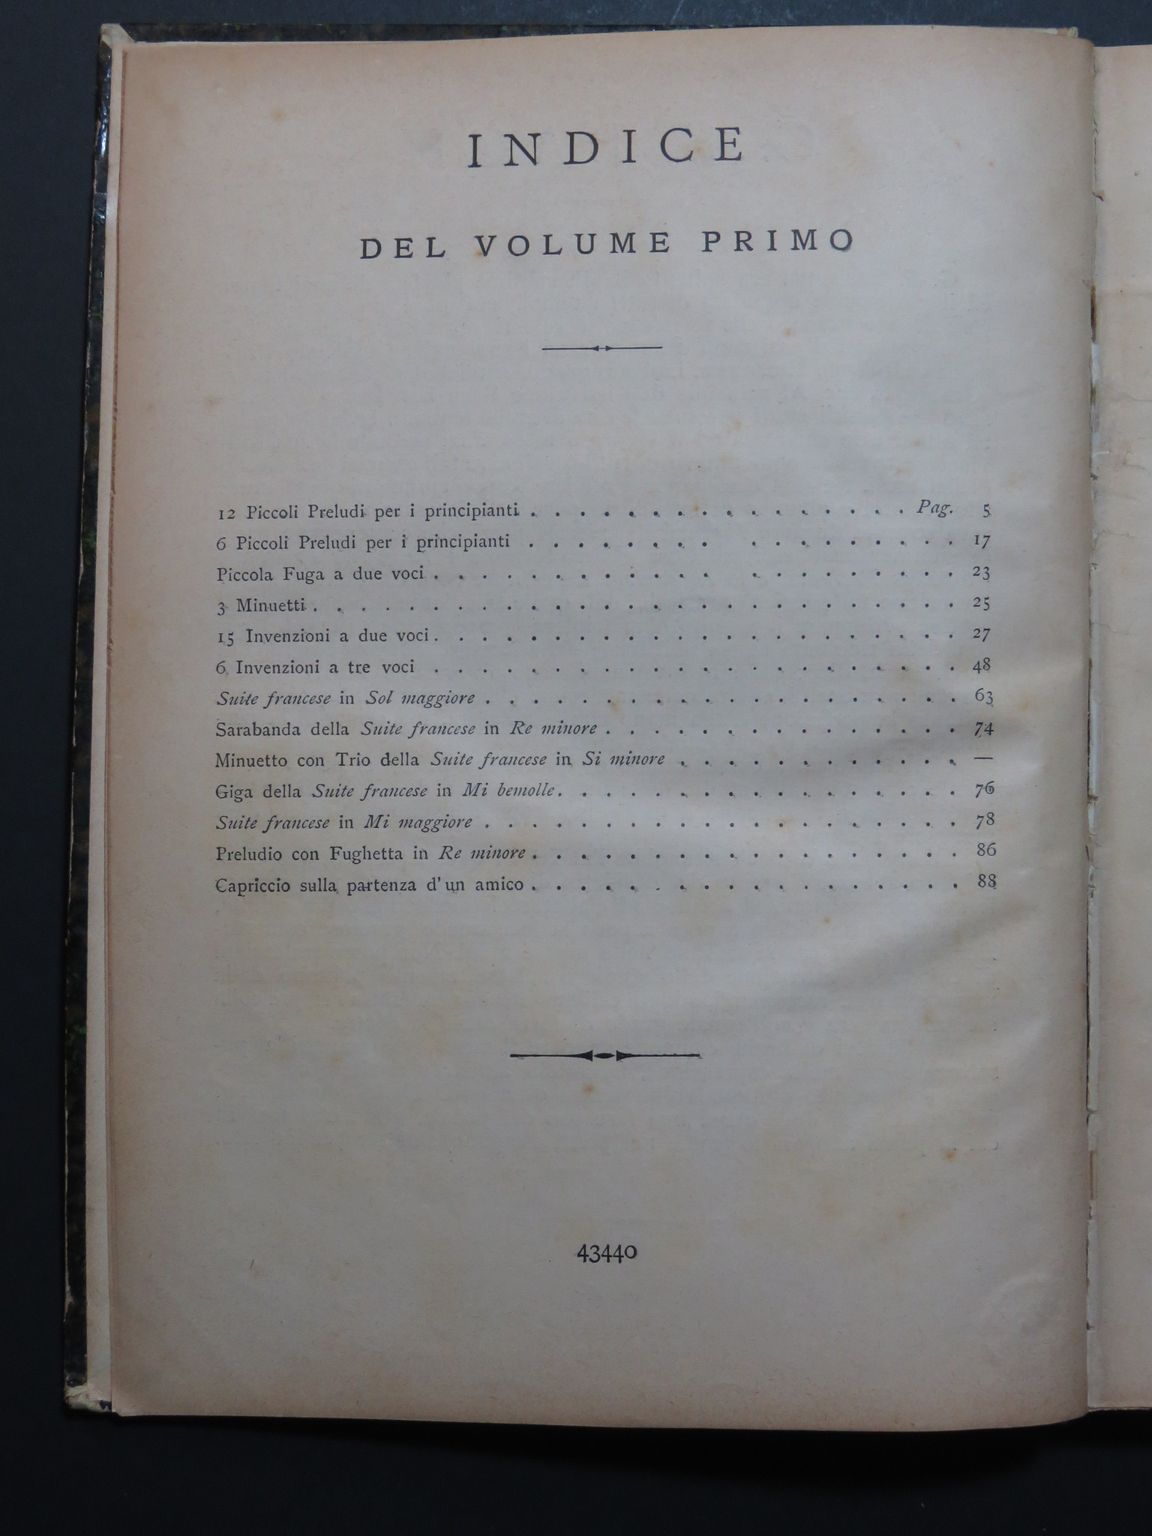 INDICE
DEL VOLUME PRIMO
12 Piccoli Preludi per i principianti . . . . . . . . . . . . . . . . Pag. 5
6 Piccoli Preludi per i principianti . . . . . . . . . . . . . . . . . 17
Piccola Fuga a due voci . . . . . . . . . . . . . . . . . . . . . 23
3 Minuetti . . . . . . . . . . . . . . . . . . . . . . . . . . . 25
15 Invenzioni a due voci . . . . . . . . . . . . . . . . . . . . . . 27
6 Invenzioni a tre voci . . . . . . . . . . . . . . . . . . . . . . 48
Suite francese in Sol maggiore . . . . . . . . . . . . . . . . . . . . 63
Sarabanda della Suite francese in Re minore . . . . . . . . . . . . . . . 74
Minuetto con Trio della Suite francese in Si minore . . . . . . . . . . . . —
Giga della Suite francese in Mi bemolle . . . . . . . . . . . . . . . . . 76
Suite francese in Mi maggiore . . . . . . . . . . . . . . . . . . . . 78
Preludio con Fughetta in Re minore . . . . . . . . . . . . . . . . . . 86
Capriccio sulla partenza d'un amico . . . . . . . . . . . . . . . . . . 88
43440